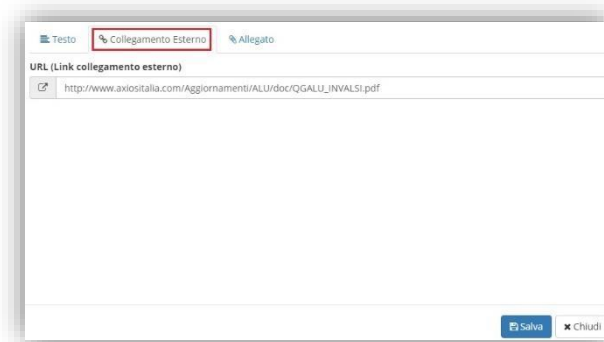 Testo Collegamento Esterno Allegato
URL (Link collegamento esterno)
http://www.axiositalia.com/Aggiornamenti/ALU/doc/QGALU_INVALSI.pdf
Salva Chiudi